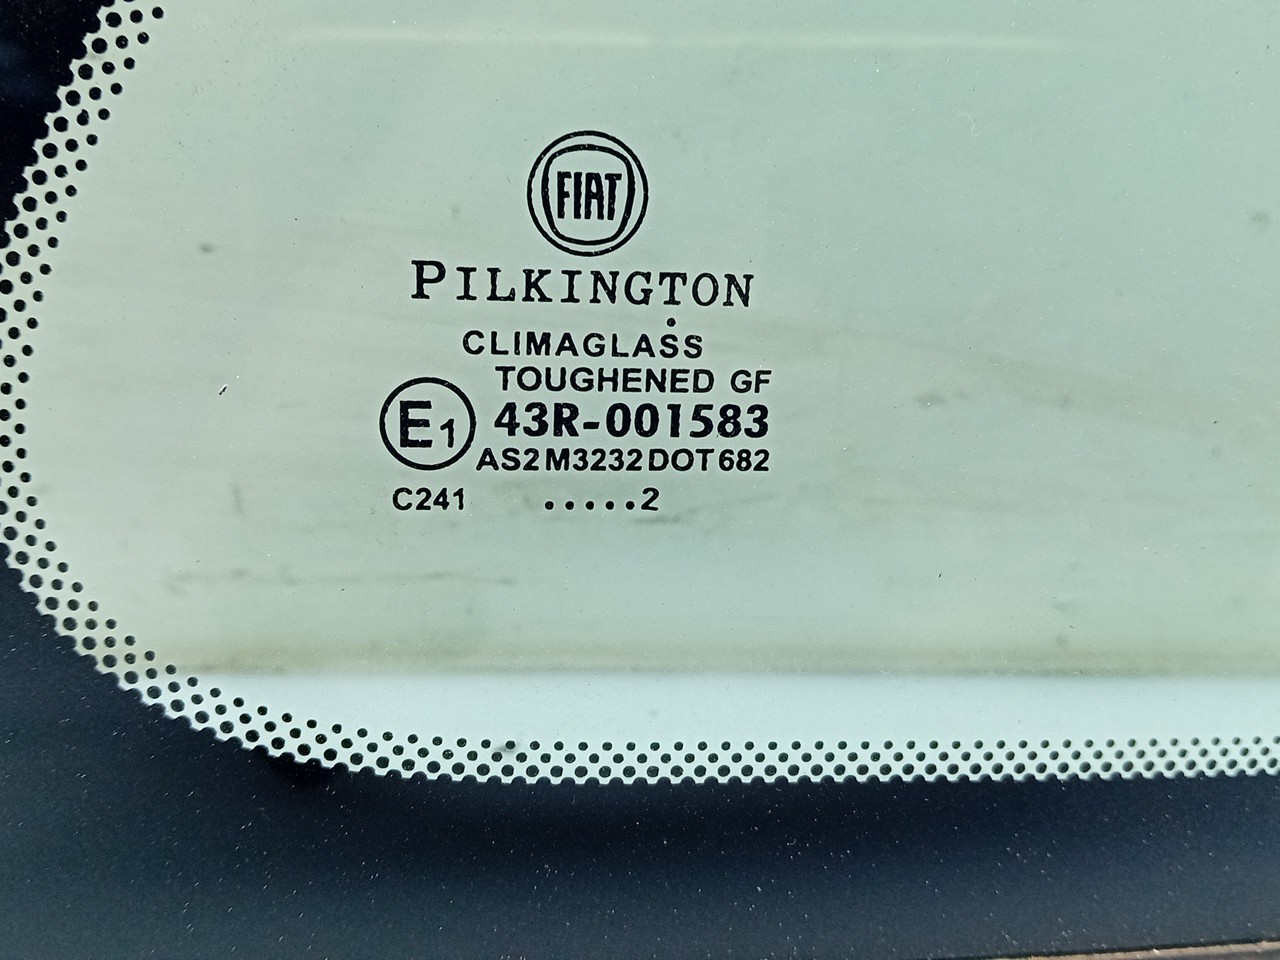 FIAT
PILKINGTON
CLIMAGLASS
TOUGHENED GF
E1 43R-001583
AS2 M3232 DOT 682
C241 .....2